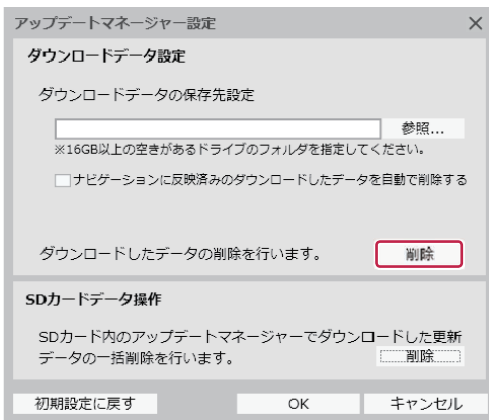 アップデートマネージャー設定
ダウンロードデータ設定
ダウンロードデータの保存先設定
参照...
※16GB以上の空きがあるドライブのフォルダを指定してください。
ナビゲーションに反映済みのダウンロードしたデータを自動で削除する
ダウンロードしたデータの削除を行います。 削除
SDカードデータ操作
SDカード内のアップデートマネージャーでダウンロードした更新
データの一括削除を行います。 削除
初期設定に戻す OK キャンセル